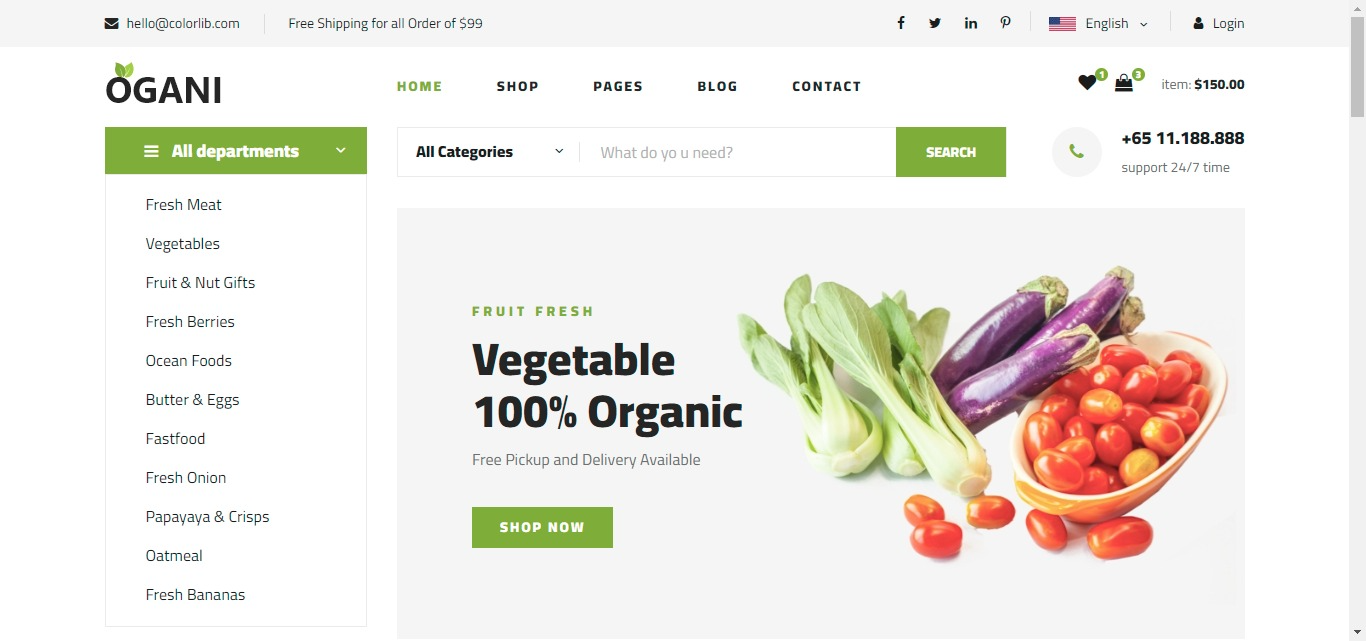 hello@colorlib.com
Free Shipping for all Order of $99
English
Login
OGANI
HOME
SHOP
PAGES
BLOG
CONTACT
1
3
item: $150.00
All departments
All Categories
What do yo u need?
SEARCH
+65 11.188.888
support 24/7 time
Fresh Meat
Vegetables
Fruit & Nut Gifts
Fresh Berries
Ocean Foods
Butter & Eggs
Fastfood
Fresh Onion
Papayaya & Crisps
Oatmeal
Fresh Bananas
FRUIT FRESH
Vegetable
100% Organic
Free Pickup and Delivery Available
SHOP NOW